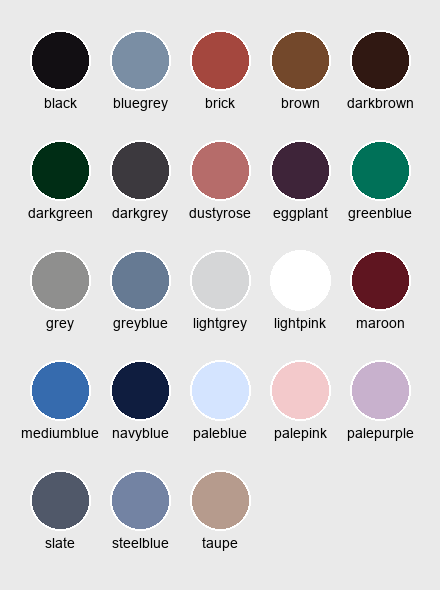 black bluegrey brick brown darkbrown
darkgreen darkgrey dustyrose eggplant greenblue
grey greyblue lightgrey lightpink maroon
mediumblue navyblue paleblue palepink palepurple
slate steelblue taupe